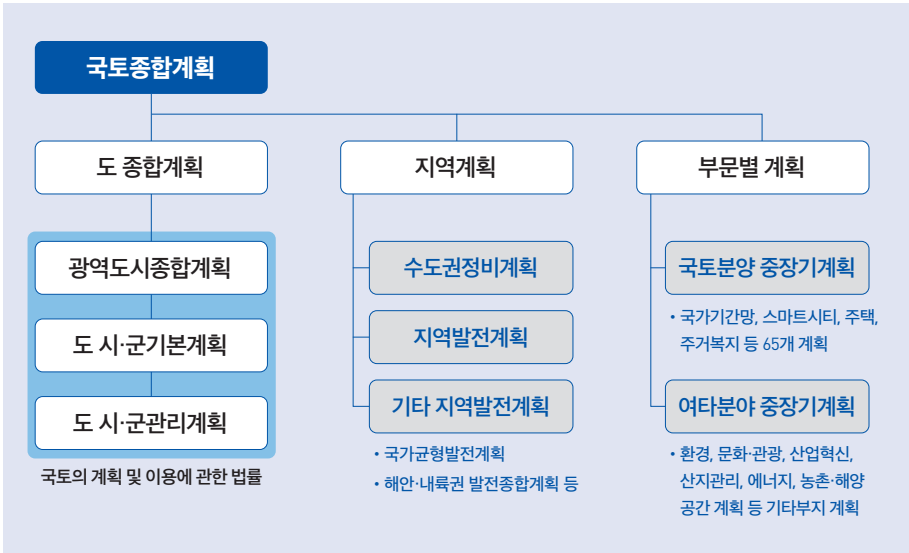 국토종합계획
도 종합계획
지역계획
부문별 계획
광역도시종합계획
도 시·군기본계획
도 시·군관리계획
국토의 계획 및 이용에 관한 법률
수도권정비계획
지역발전계획
기타 지역발전계획
• 국가균형발전계획
• 해안·내륙권 발전종합계획 등
국토분양 중장기계획
• 국가기간망, 스마트시티, 주택,
주거복지 등 65개 계획
여타분야 중장기계획
• 환경, 문화·관광, 산업혁신,
산지관리, 에너지, 농촌·해양
공간 계획 등 기타부지 계획